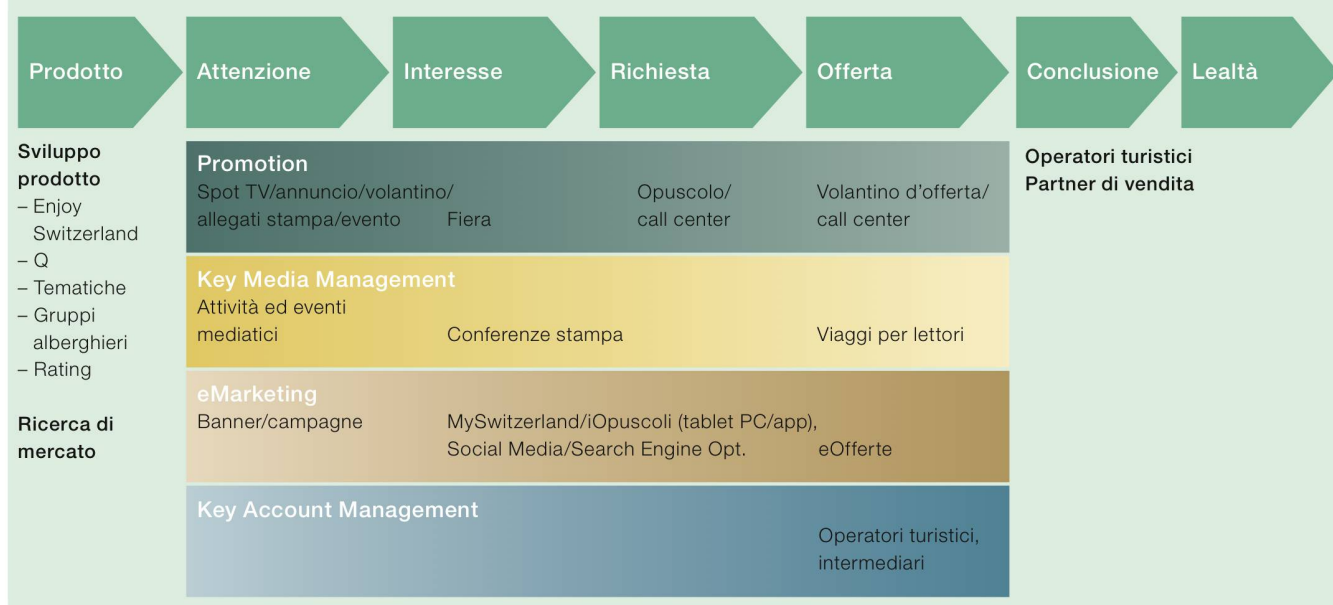 Prodotto
Attenzione
Interesse
Richiesta
Offerta
Conclusione
Lealtà
Sviluppo
prodotto
– Enjoy
Switzerland
– Q
– Tematiche
– Gruppi
alberghieri
– Rating
Ricerca di
mercato
Promotion
Spot TV/annuncio/volantino/
allegati stampa/evento
Fiera
Opuscolo/
call center
Volantino d’offerta/
call center
Key Media Management
Attività ed eventi
mediatici
Conferenze stampa
Viaggi per lettori
eMarketing
Banner/campagne
MySwitzerland/iOpuscoli (tablet PC/app),
Social Media/Search Engine Opt.
eOfferte
Key Account Management
Operatori turistici,
intermediari
Operatori turistici
Partner di vendita